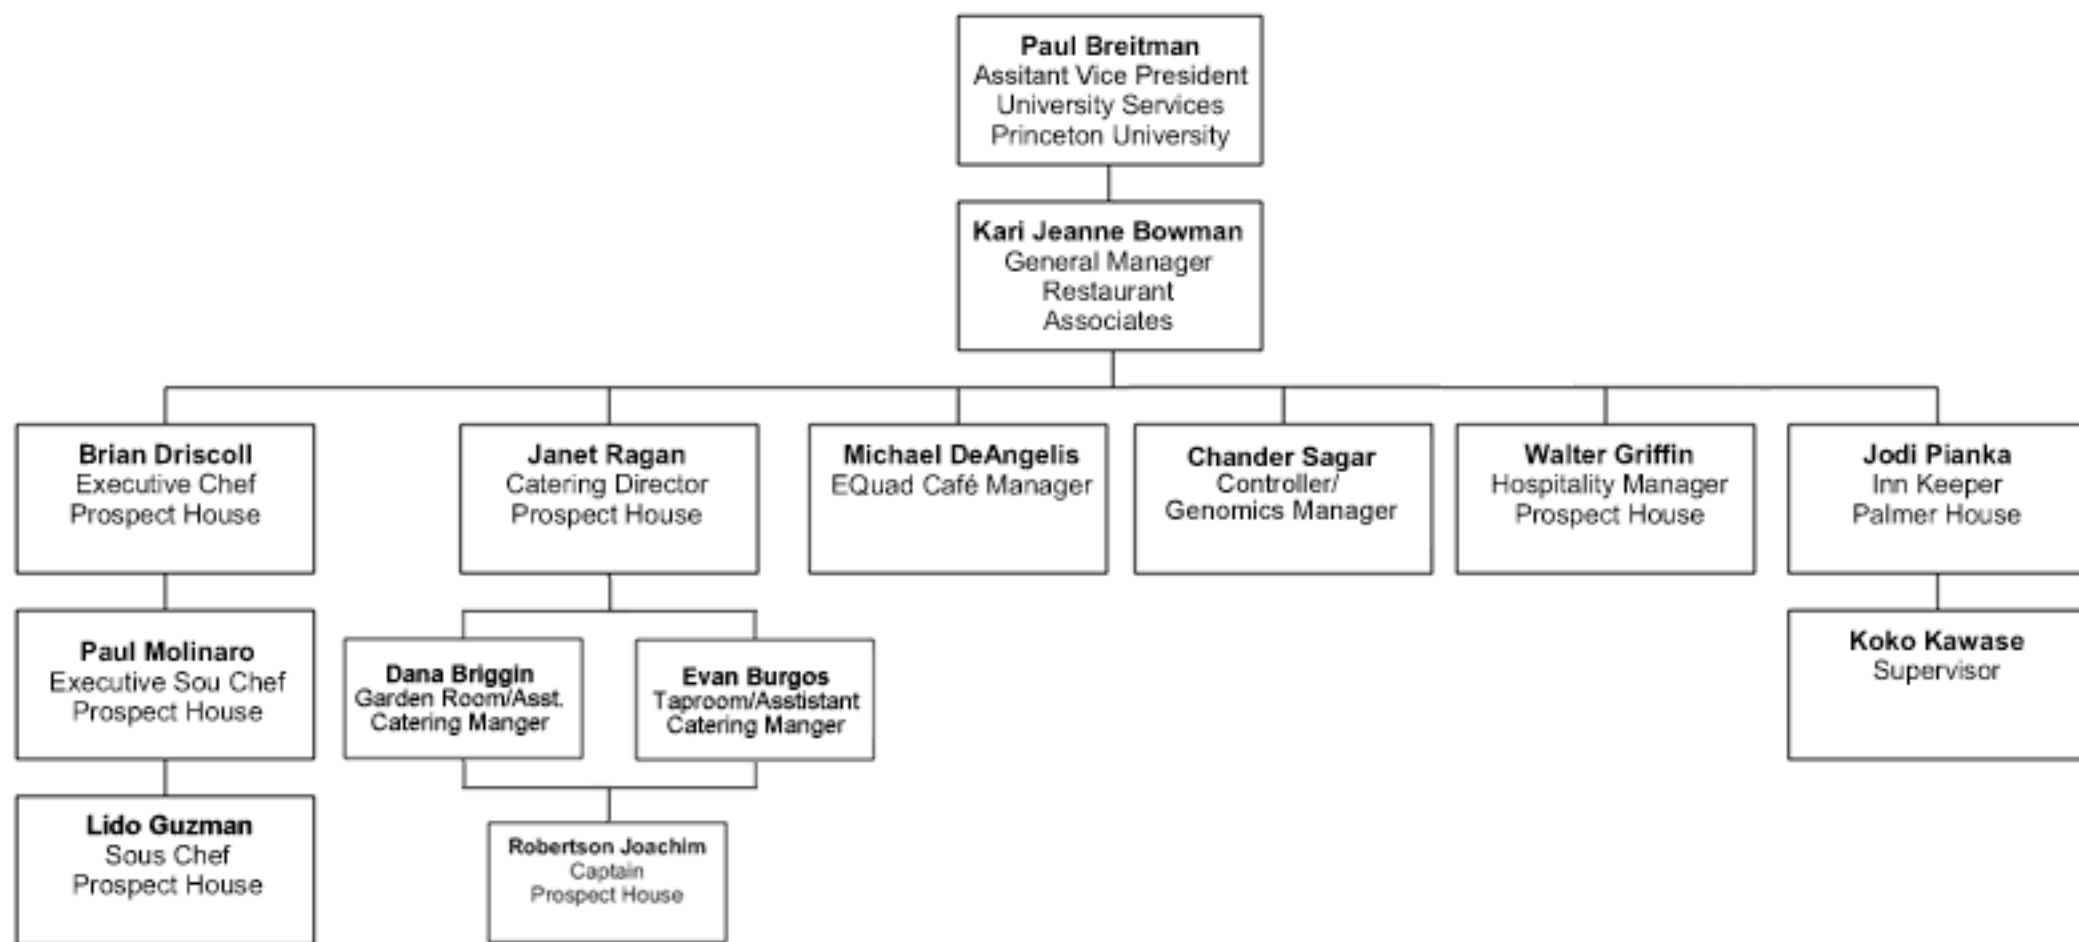 Paul Breitman
Assitant Vice President
University Services
Princeton University
Kari Jeanne Bowman
General Manager
Restaurant
Associates
Brian Driscoll
Executive Chef
Prospect House
Janet Ragan
Catering Director
Prospect House
Michael DeAngelis
EQuad Café Manager
Chander Sagar
Controller/
Genomics Manager
Walter Griffin
Hospitality Manager
Prospect House
Jodi Pianka
Inn Keeper
Palmer House
Paul Molinaro
Executive Sou Chef
Prospect House
Dana Briggin
Garden Room/Asst.
Catering Manger
Evan Burgos
Taproom/Asstistant
Catering Manger
Koko Kawase
Supervisor
Lido Guzman
Sous Chef
Prospect House
Robertson Joachim
Captain
Prospect House